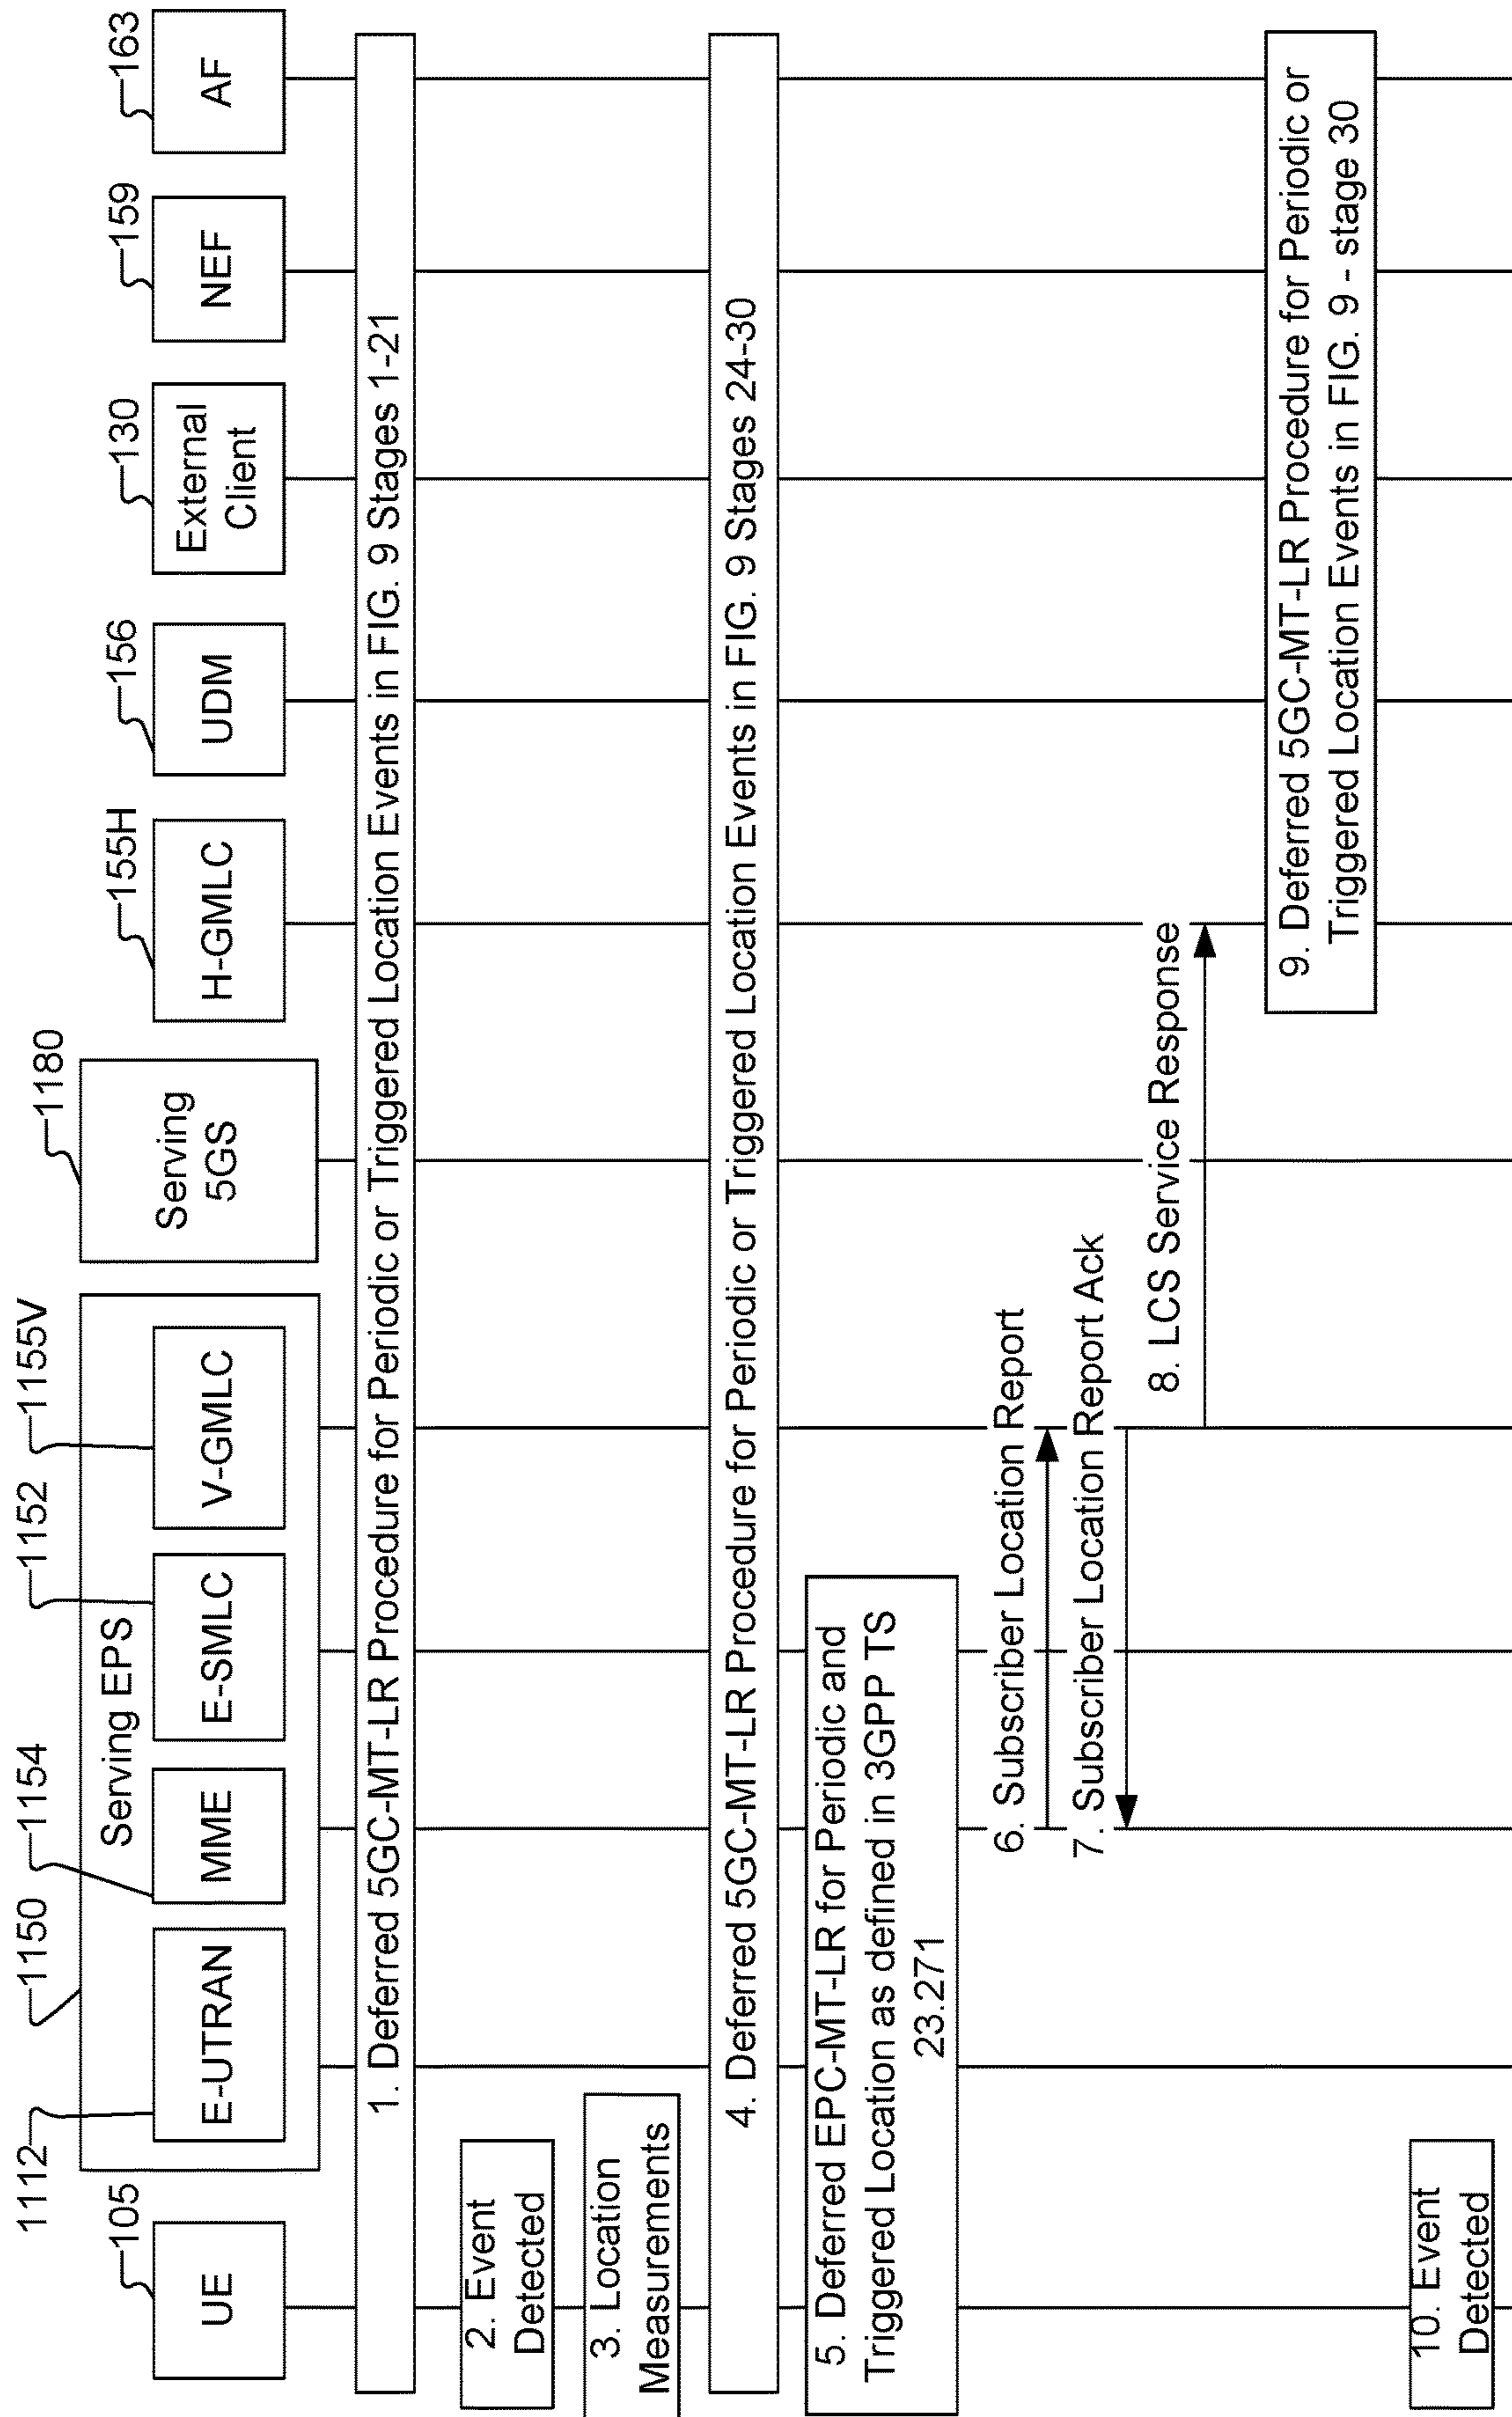 105
1112
1150
1154
1152
1155V
1180
155H
156
130
159
163
UE
Serving EPS
E-UTRAN
MME
E-SMLC
V-GMLC
Serving
5GS
H-GMLC
UDM
External
Client
NEF
AF
1. Deferred 5GC-MT-LR Procedure for Periodic or Triggered Location Events in FIG. 9 Stages 1-21
2. Event
Detected
3. Location
Measurements
4. Deferred 5GC-MT-LR Procedure for Periodic or Triggered Location Events in FIG. 9 Stages 24-30
5. Deferred EPC-MT-LR for Periodic and
Triggered Location as defined in 3GPP TS
23.271
6. Subscriber Location Report
7. Subscriber Location Report Ack
8. LCS Service Response
9. Deferred 5GC-MT-LR Procedure for Periodic or
Triggered Location Events in FIG. 9 - stage 30
10. Event
Detected